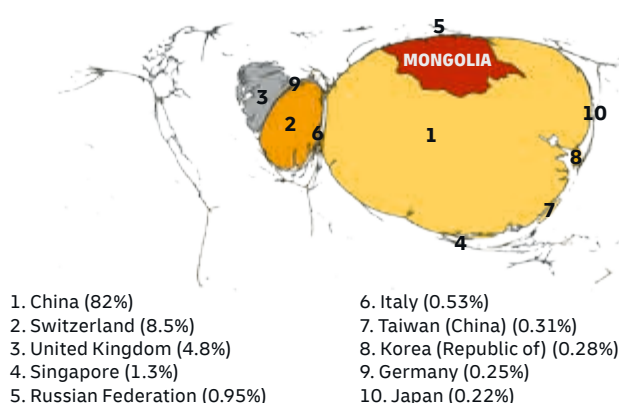 5
MONGOLIA
9
3
10
2
6
1
8
7
4
1. China (82%)
2. Switzerland (8.5%)
3. United Kingdom (4.8%)
4. Singapore (1.3%)
5. Russian Federation (0.95%)
6. Italy (0.53%)
7. Taiwan (China) (0.31%)
8. Korea (Republic of) (0.28%)
9. Germany (0.25%)
10. Japan (0.22%)